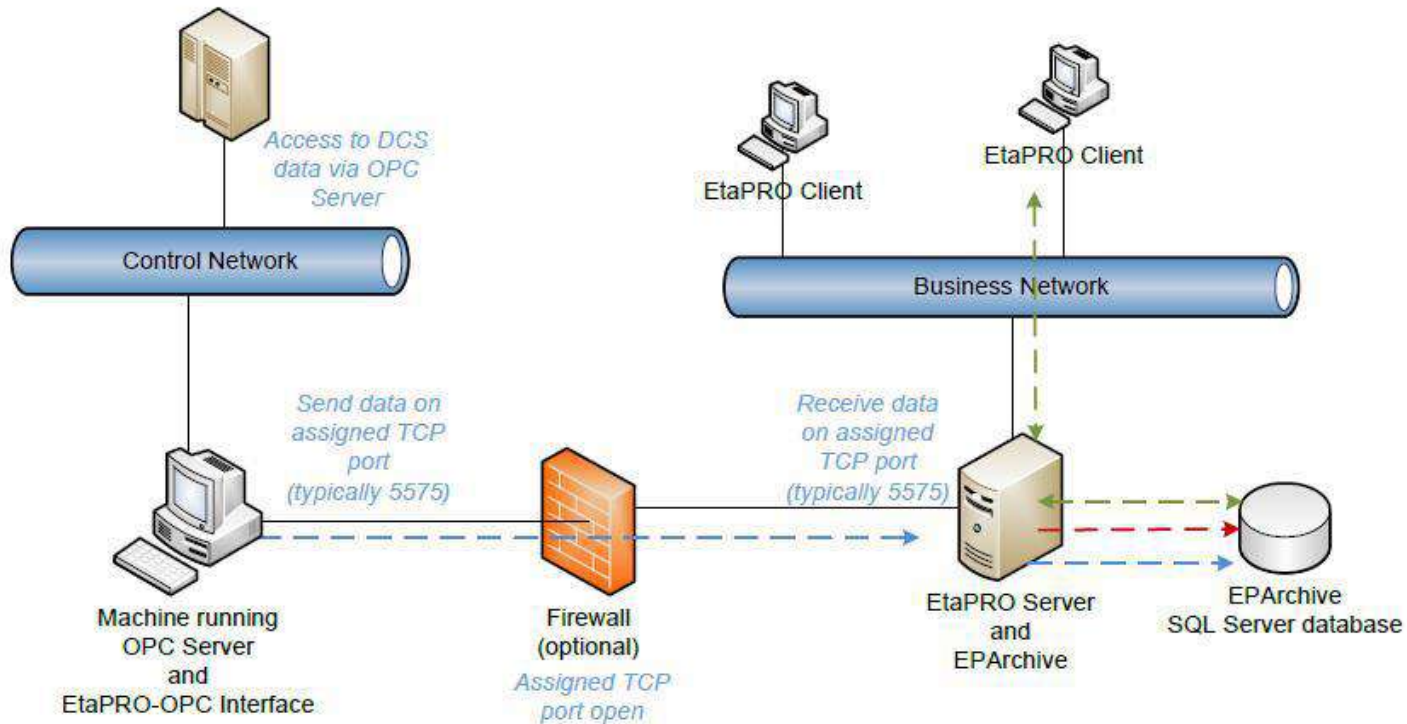 Access to DCS
data via OPC
Server
EtaPRO Client
EtaPRO Client
Control Network
Business Network
Send data on
assigned TCP
port
(typically 5575)
Receive data
on assigned
TCP port
(typically 5575)
Machine running
OPC Server
and
EtaPRO-OPC Interface
Firewall
(optional)
Assigned TCP
port open
EtaPRO Server
and
EPArchive
EPArchive
SQL Server database